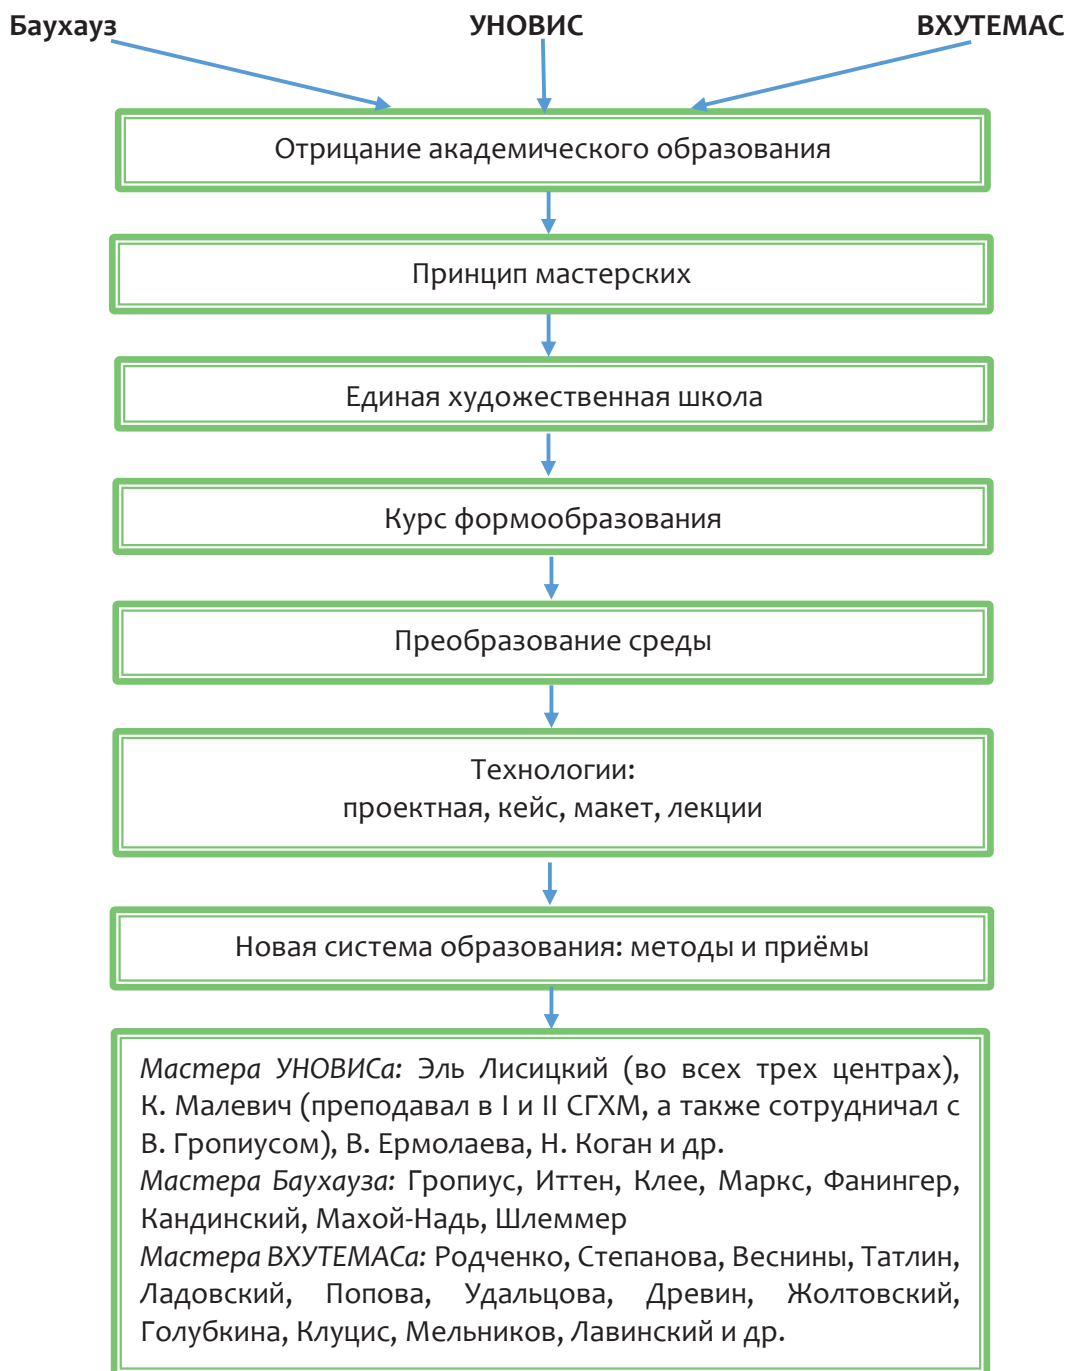 Баухауз УНОВИС ВХУТЕМАС
Отрицание академического образования
Принцип мастерских
Единая художественная школа
Курс формообразования
Преобразование среды
Технологии:
проектная, кейс, макет, лекции
Новая система образования: методы и приёмы
Мастера УНОВИСа: Эль Лисицкий (во всех трех центрах),
К. Малевич (преподавал в I и II СГХМ, а также сотрудничал с
В. Гропиусом), В. Ермолаева, Н. Коган и др.
Мастера Баухауза: Гропиус, Иттен, Клее, Маркс, Фанингер,
Кандинский, Махой-Надь, Шлеммер
Мастера ВХУТЕМАСа: Родченко, Степанова, Веснины, Татлин,
Ладовский, Попова, Удальцова, Древин, Жолтовский,
Голубкина, Клуцис, Мельников, Лавинский и др.